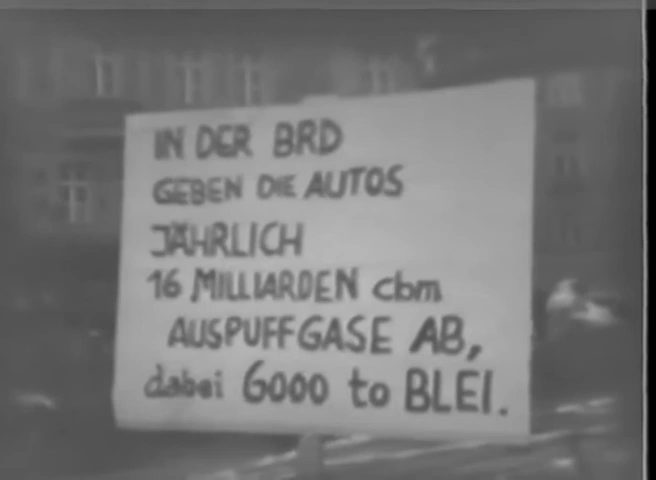 IN DER BRD
GEBEN DIE AUTOS
JÄHRLICH
16 MILLIARDEN cbm
AUSPUFFGASE AB,
dabei 6000 to BLEI.